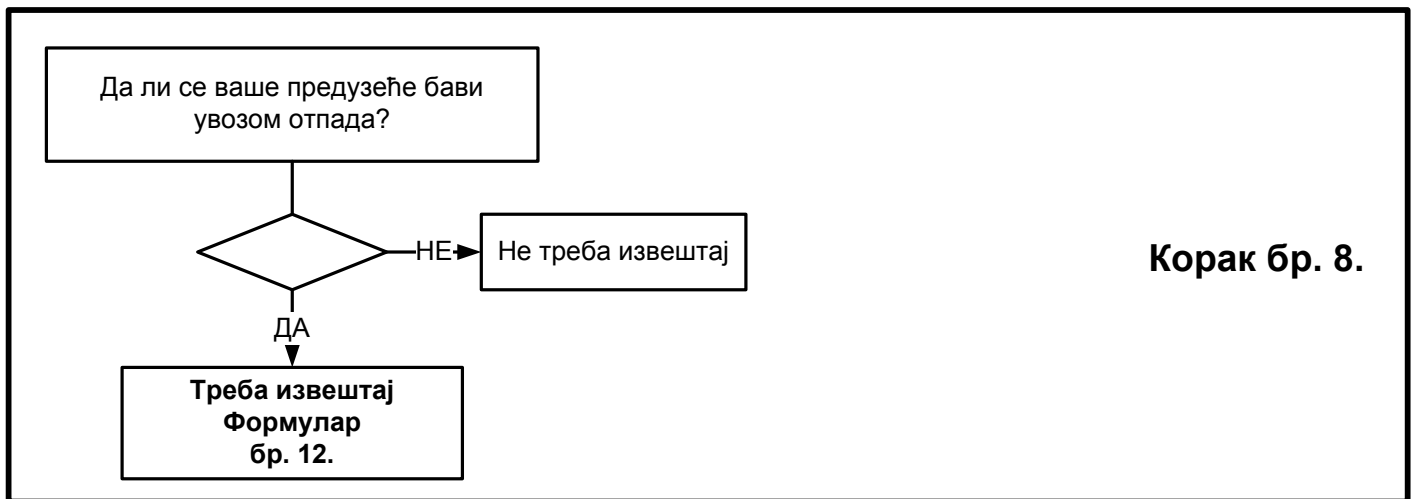 Да ли се ваше предузеће бави
увозом отпада?
НЕ
Не треба извештај
Корак бр. 8.
ДА
Треба извештај
Формулар
бр. 12.